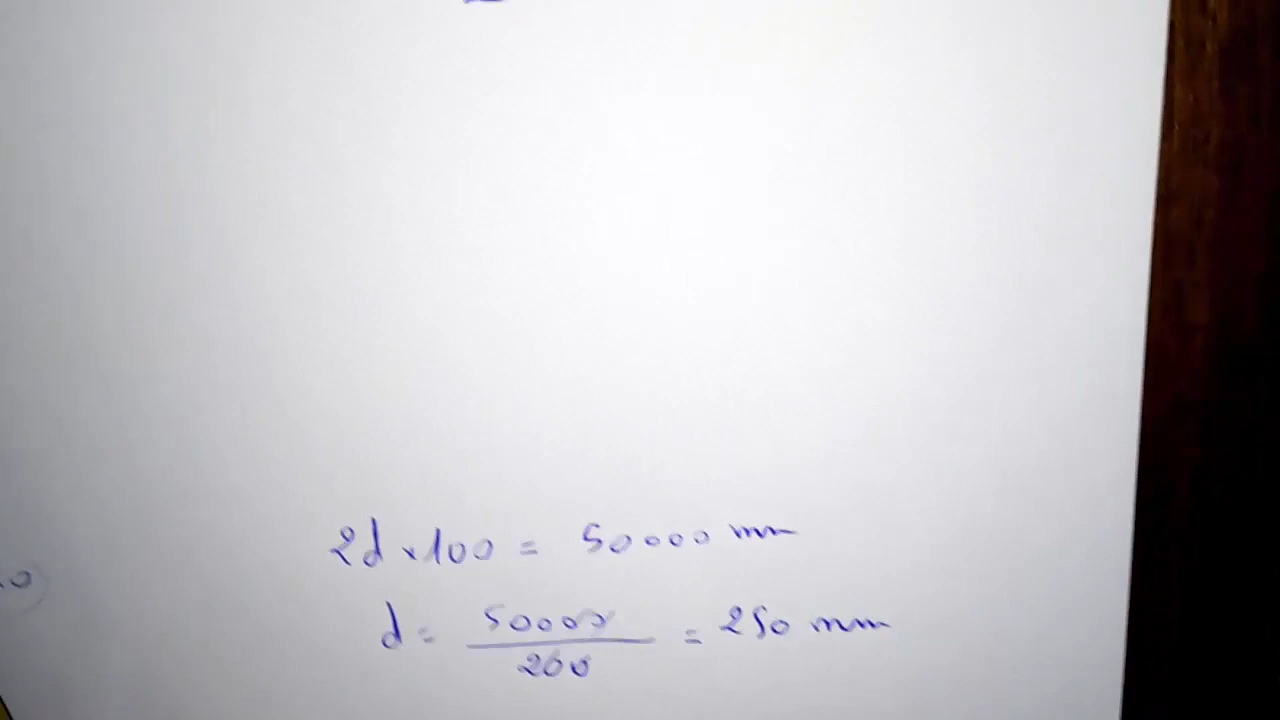 2d × 100 = 50000 mm
d = 50000 / 200 = 250 mm